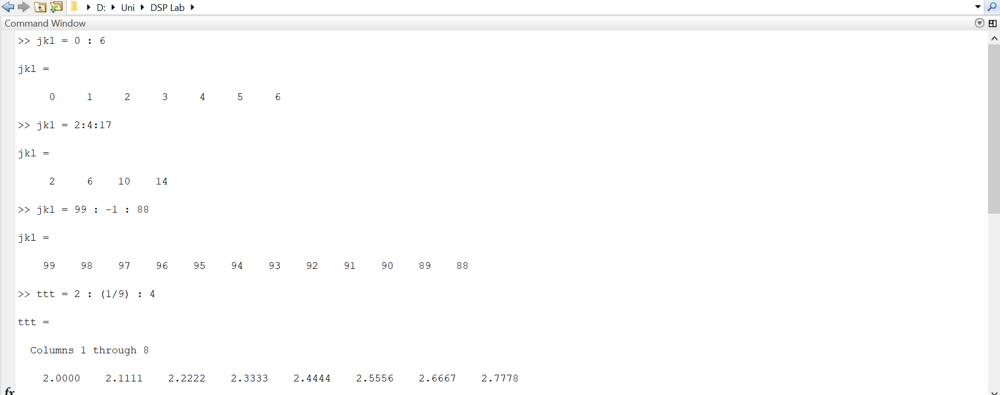 D: Uni DSP Lab
Command Window
>> jkl = 0 : 6
jkl =
0 1 2 3 4 5 6
>> jkl = 2:4:17
jkl =
2 6 10 14
>> jkl = 99 : -1 : 88
jkl =
99 98 97 96 95 94 93 92 91 90 89 88
>> ttt = 2 : (1/9) : 4
ttt =
Columns 1 through 8
2.0000 2.1111 2.2222 2.3333 2.4444 2.5556 2.6667 2.7778
fx